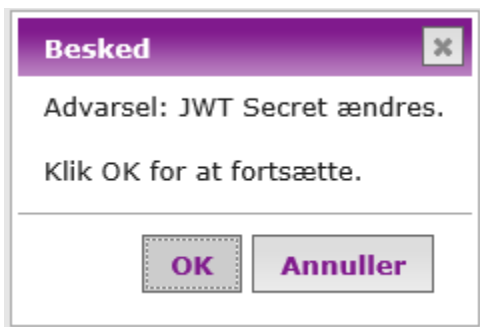 Besked
Advarsel: JWT Secret ændres.
Klik OK for at fortsætte.
OK
Annuller